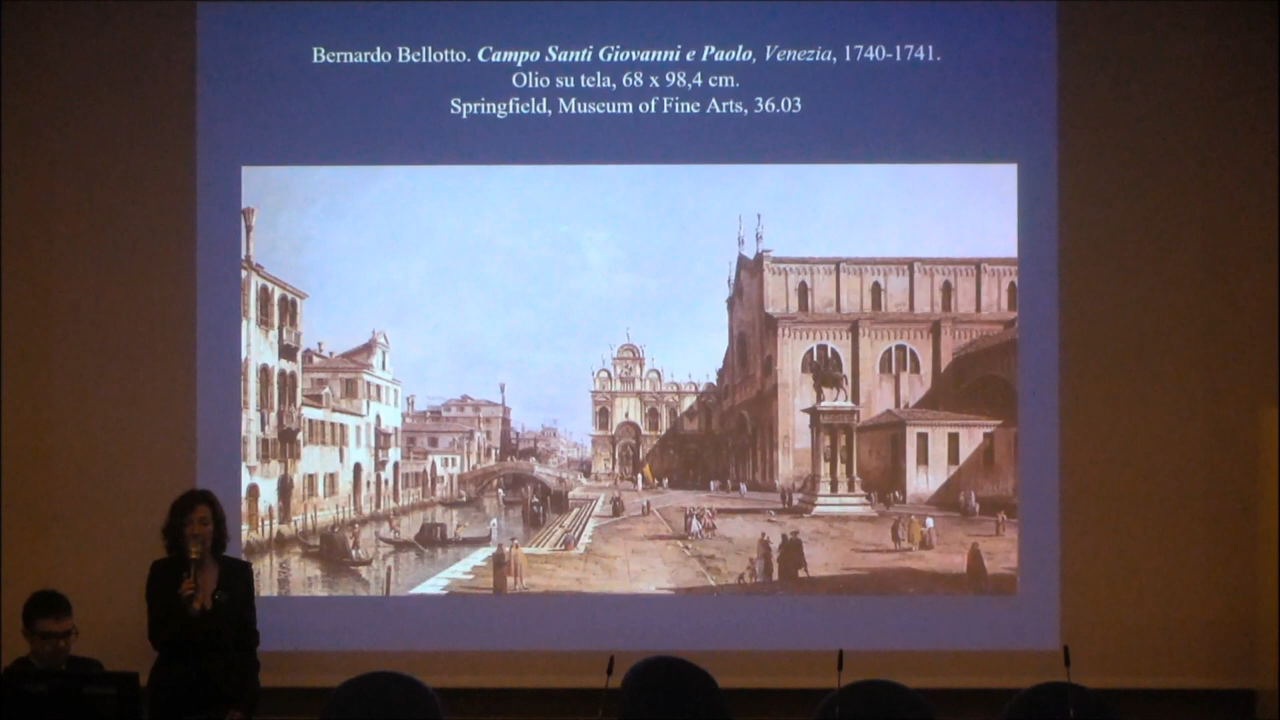 Bernardo Bellotto. Campo Santi Giovanni e Paolo, Venezia, 1740-1741.
Olio su tela, 68 x 98,4 cm.
Springfield, Museum of Fine Arts, 36.03